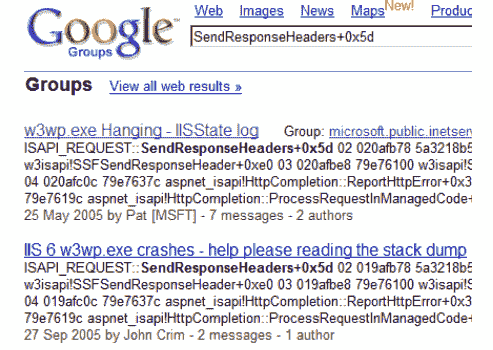 Web Images News Maps New! Produc
Google
Groups
SendResponseHeaders+0x5d
Groups View all web results »
w3wp.exe Hanging - IISState log Group: microsoft.public.inetserv
ISAPI_REQUEST::SendResponseHeaders+0x5d 02 020afb78 5a3218b5
w3isapi!SSFSendResponseHeader+0xe0 03 020afbe8 79e76100 w3isapi!
04 020afc0c 79e7637c aspnet_isapi!HttpCompletion::ReportHttpError+0x3
79e7619c aspnet_isapi!HttpCompletion::ProcessRequestInManagedCode+
25 May 2005 by Pat [MSFT] - 7 messages - 2 authors
IIS 6 w3wp.exe crashes - help please reading the stack dump
ISAPI_REQUEST::SendResponseHeaders+0x5d 02 019afb78 5a3218b5
w3isapi!SSFSendResponseHeader+0xe0 03 019afbe8 79e76100 w3isapi!
04 019afc0c 79e7637c aspnet_isapi!HttpCompletion::ReportHttpError+0x3
79e7619c aspnet_isapi!HttpCompletion::ProcessRequestInManagedCode+
27 Sep 2005 by John Crim - 2 messages - 1 author